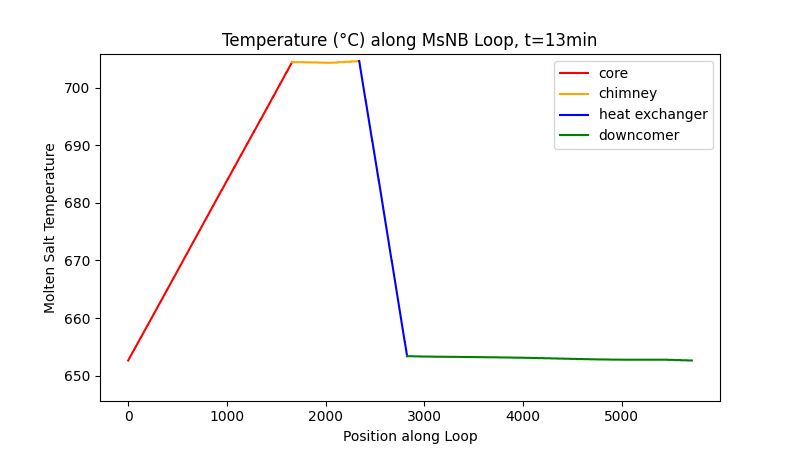 Temperature (°C) along MsNB Loop, t=13min
core
chimney
heat exchanger
downcomer
Molten Salt Temperature
700
690
680
670
660
650
0 1000 2000 3000 4000 5000
Position along Loop